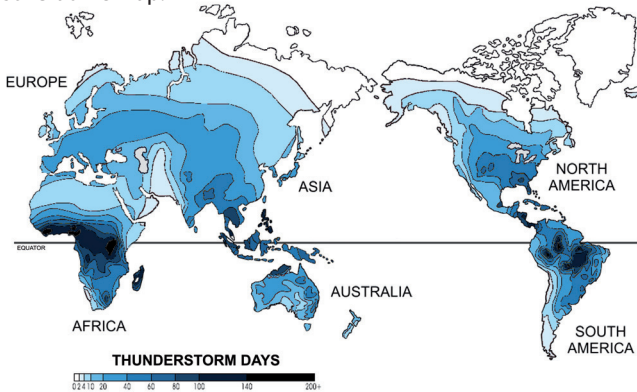 EUROPE
ASIA
NORTH
AMERICA
EQUATOR
AUSTRALIA
AFRICA
SOUTH
AMERICA
THUNDERSTORM DAYS
0 2 4 10 20 40 60 80 100 140 200+